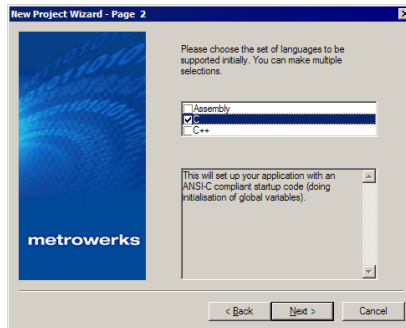 New Project Wizard - Page 2
Please choose the set of languages to be
supported initially. You can make multiple
selections.
Assembly
C
C++
This will set up your application with an
ANSI-C compliant startup code (doing
initialisation of global variables).
metrowerks
< Back
Next >
Cancel